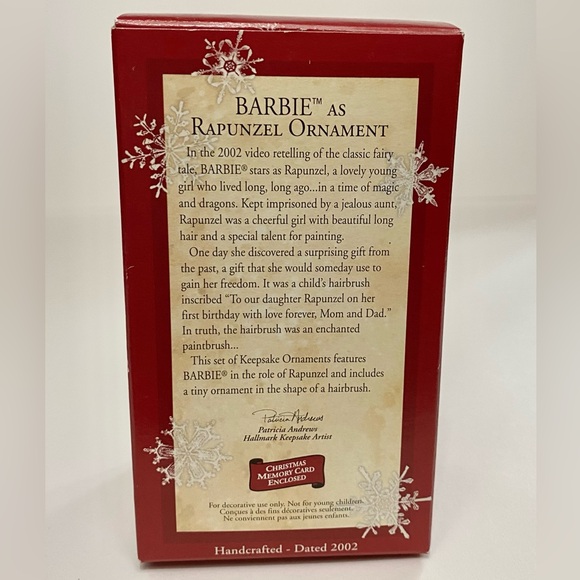 BARBIE™ AS
RAPUNZEL ORNAMENT
In the 2002 video retelling of the classic fairy
tale, BARBIE® stars as Rapunzel, a lovely young
girl who lived long, long ago...in a time of magic
and dragons. Kept imprisoned by a jealous aunt,
Rapunzel was a cheerful girl with beautiful long
hair and a special talent for painting.
One day she discovered a surprising gift from
the past, a gift that she would someday use to
gain her freedom. It was a child's hairbrush
inscribed “To our daughter Rapunzel on her
first birthday with love forever, Mom and Dad.”
In truth, the hairbrush was an enchanted
paintbrush...
This set of Keepsake Ornaments features
BARBIE® in the role of Rapunzel and includes
a tiny ornament in the shape of a hairbrush.
Patricia Andrews
Patricia Andrews
Hallmark Keepsake Artist
CHRISTMAS
MEMORY CARD
ENCLOSED
For decorative use only. Not for young children.
Conçues à des fins décoratives seulement.
Ne conviennent pas aux jeunes enfants.
Handcrafted - Dated 2002